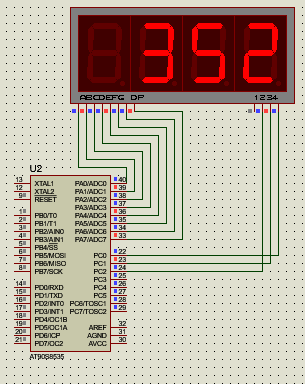 352
ABCDEFG DP
1234
U2
13 XTAL1 PA0/ADC0 40
12 XTAL2 PA1/ADC1 39
9 RESET PA2/ADC2 38
PA3/ADC3 37
1 PB0/T0 PA4/ADC4 36
2 PB1/T1 PA5/ADC5 35
3 PB2/AIN0 PA6/ADC6 34
4 PB3/AIN1 PA7/ADC7 33
5 PB4/SS
6 PB5/MOSI PC0 22
7 PB6/MISO PC1 23
8 PB7/SCK PC2 24
PC3 25
14 PD0/RXD PC4 26
15 PD1/TXD PC5 27
16 PD2/INT0 PC6/TOSC1 28
17 PD3/INT1 PC7/TOSC2 29
18 PD4/OC1B
19 PD5/OC1A AREF 32
20 PD6/ICP AGND 31
21 PD7/OC2 AVCC 30
AT90S8535